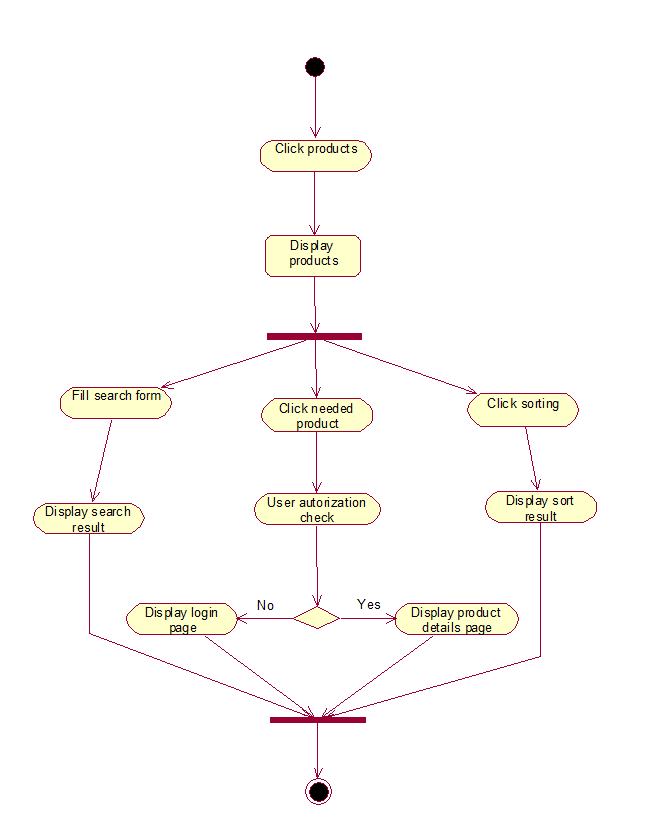 Click products
Display
products
Fill search form
Click needed
product
Click sorting
Display search
result
User autorization
check
Display sort
result
No
Yes
Display login
page
Display product
details page